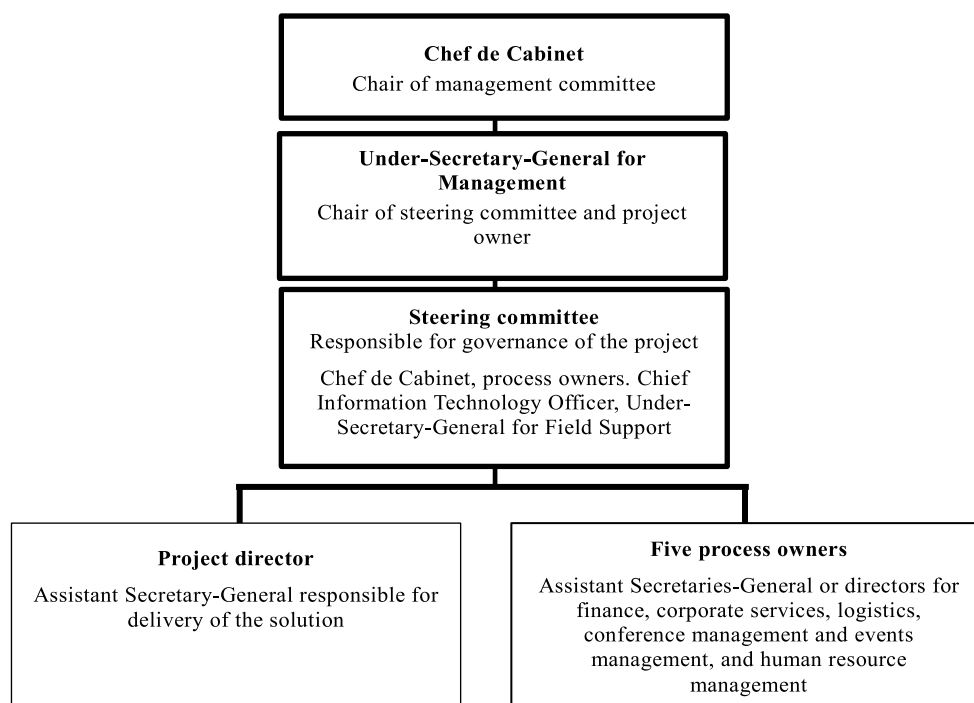 Chef de Cabinet
Chair of management committee
Under-Secretary-General for
Management
Chair of steering committee and project
owner
Steering committee
Responsible for governance of the project
Chef de Cabinet, process owners. Chief
Information Technology Officer, Under-
Secretary-General for Field Support
Project director
Assistant Secretary-General responsible for
delivery of the solution
Five process owners
Assistant Secretaries-General or directors for
finance, corporate services, logistics,
conference management and events
management, and human resource
management